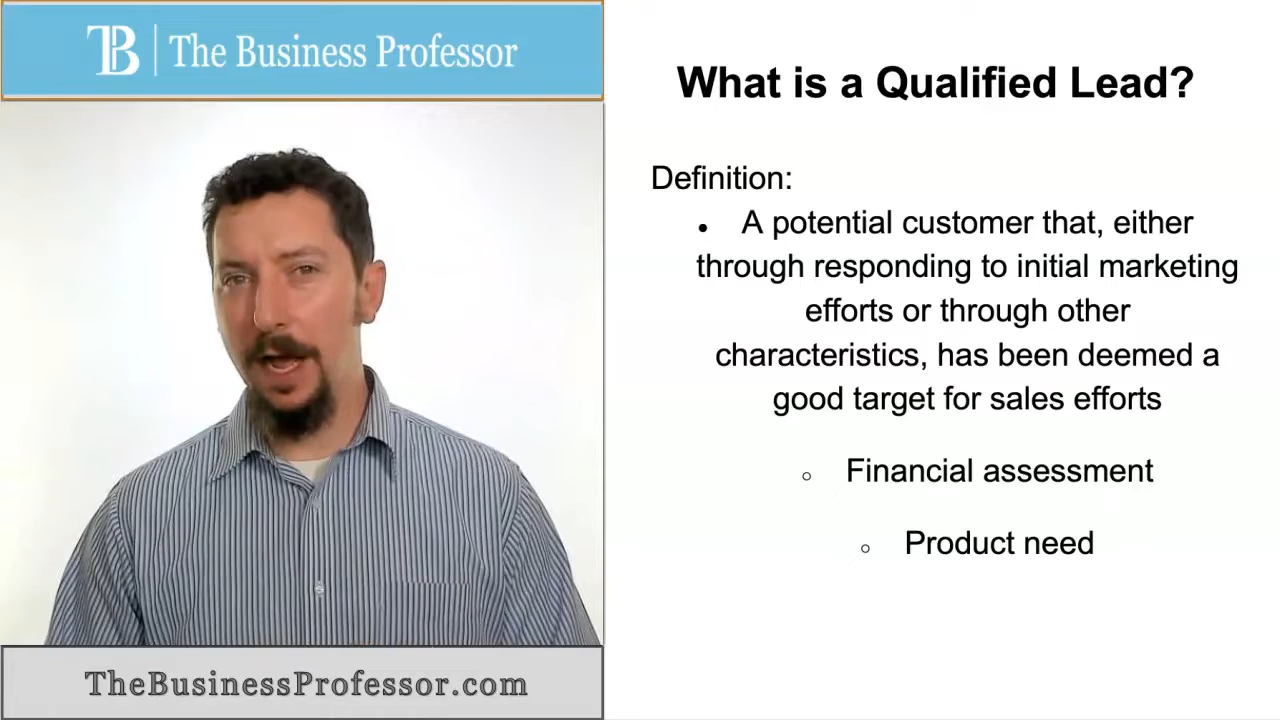 TB | The Business Professor
What is a Qualified Lead?
Definition:
● A potential customer that, either
through responding to initial marketing
efforts or through other
characteristics, has been deemed a
good target for sales efforts
○ Financial assessment
○ Product need
TheBusinessProfessor.com